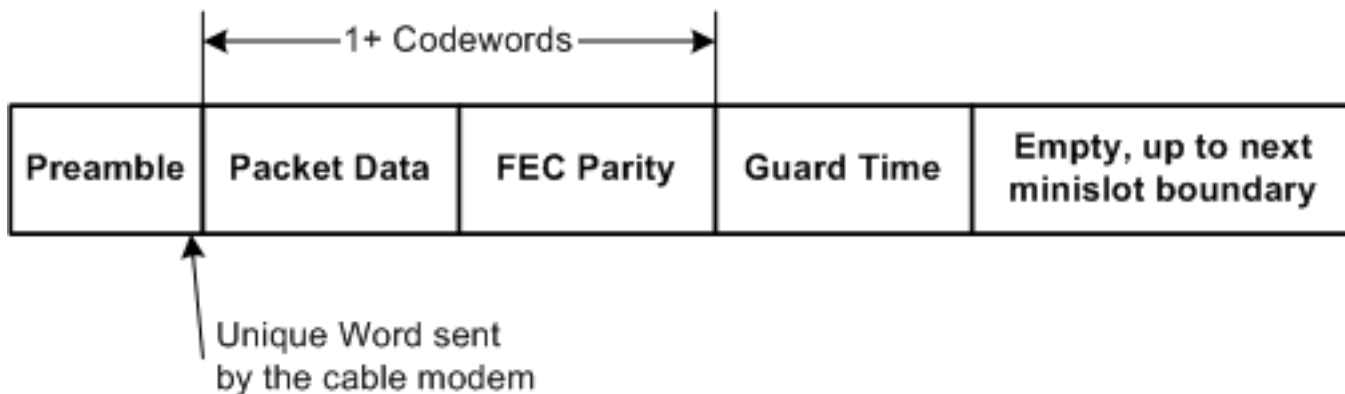 1+ Codewords
Preamble
Packet Data
FEC Parity
Guard Time
Empty, up to next
minislot boundary
Unique Word sent
by the cable modem